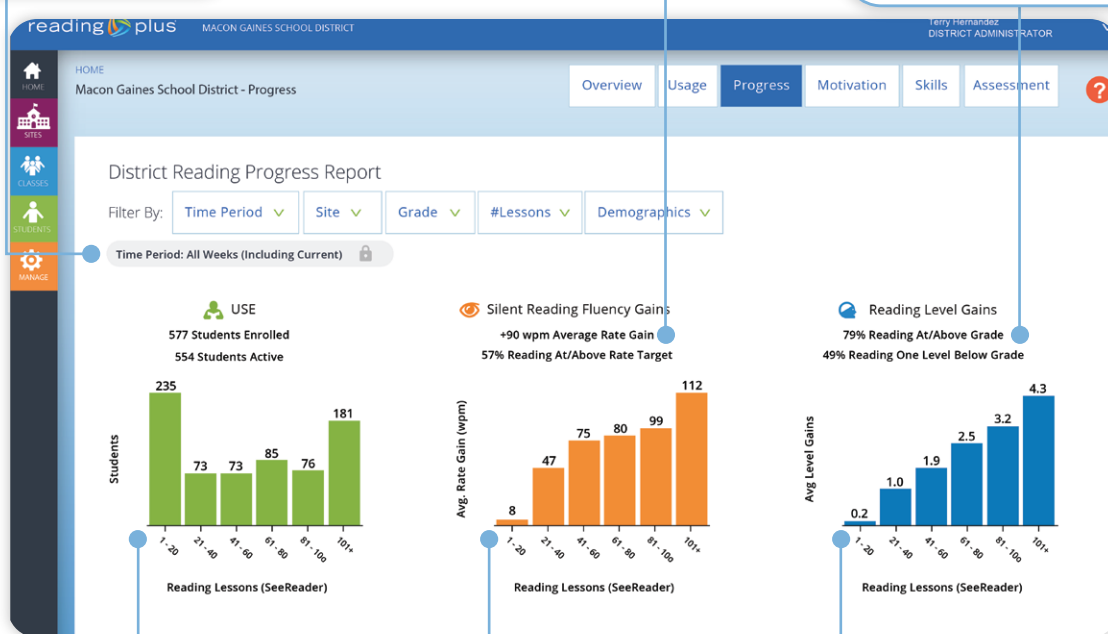 reading plus MACON GAINES SCHOOL DISTRICT
Terry Hernandez
DISTRICT ADMINISTRATOR
HOME
SITES
CLASSES
STUDENTS
MANAGE
HOME
Macon Gaines School District - Progress
Overview Usage Progress Motivation Skills Assessment ?
District Reading Progress Report
Filter By: Time Period Site Grade #Lessons Demographics
Time Period: All Weeks (Including Current)
USE
577 Students Enrolled
554 Students Active
Students
235 73 73 85 76 181
1 - 20 21 - 40 41 - 60 61 - 80 81 - 100 101+
Reading Lessons (SeeReader)
Silent Reading Fluency Gains
+90 wpm Average Rate Gain
57% Reading At/Above Rate Target
Avg. Rate Gain (wpm)
8 47 75 80 99 112
1 - 20 21 - 40 41 - 60 61 - 80 81 - 100 101+
Reading Lessons (SeeReader)
Reading Level Gains
79% Reading At/Above Grade
49% Reading One Level Below Grade
Avg Level Gains
0.2 1.0 1.9 2.5 3.2 4.3
1 - 20 21 - 40 41 - 60 61 - 80 81 - 100 101+
Reading Lessons (SeeReader)